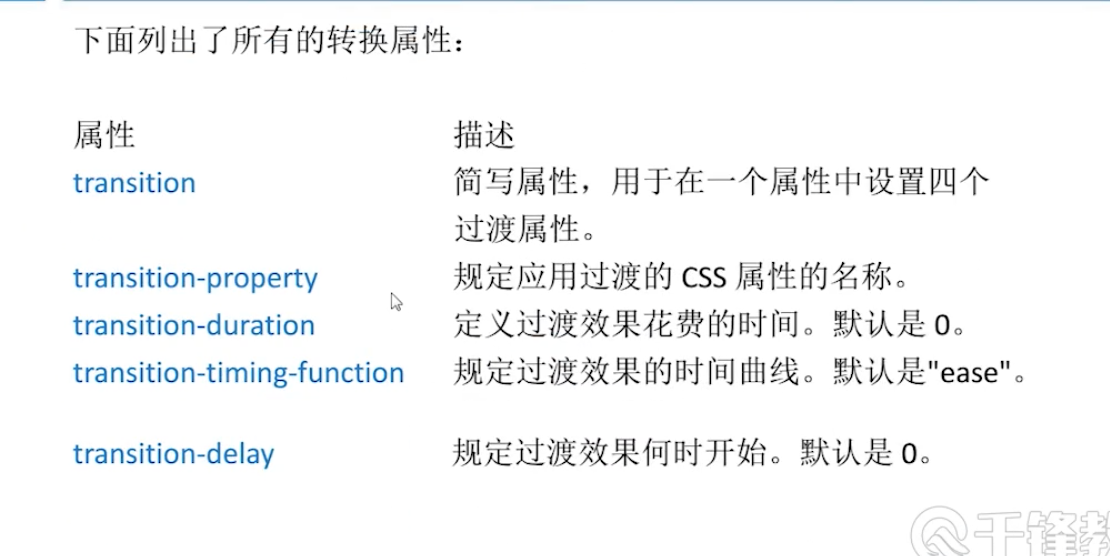 下面列出了所有的转换属性：
属性 描述
transition 简写属性，用于在一个属性中设置四个
过渡属性。
transition-property 规定应用过渡的 CSS 属性的名称。
transition-duration 定义过渡效果花费的时间。默认是 0。
transition-timing-function 规定过渡效果的时间曲线。默认是"ease"。
transition-delay 规定过渡效果何时开始。默认是 0。
千锋教